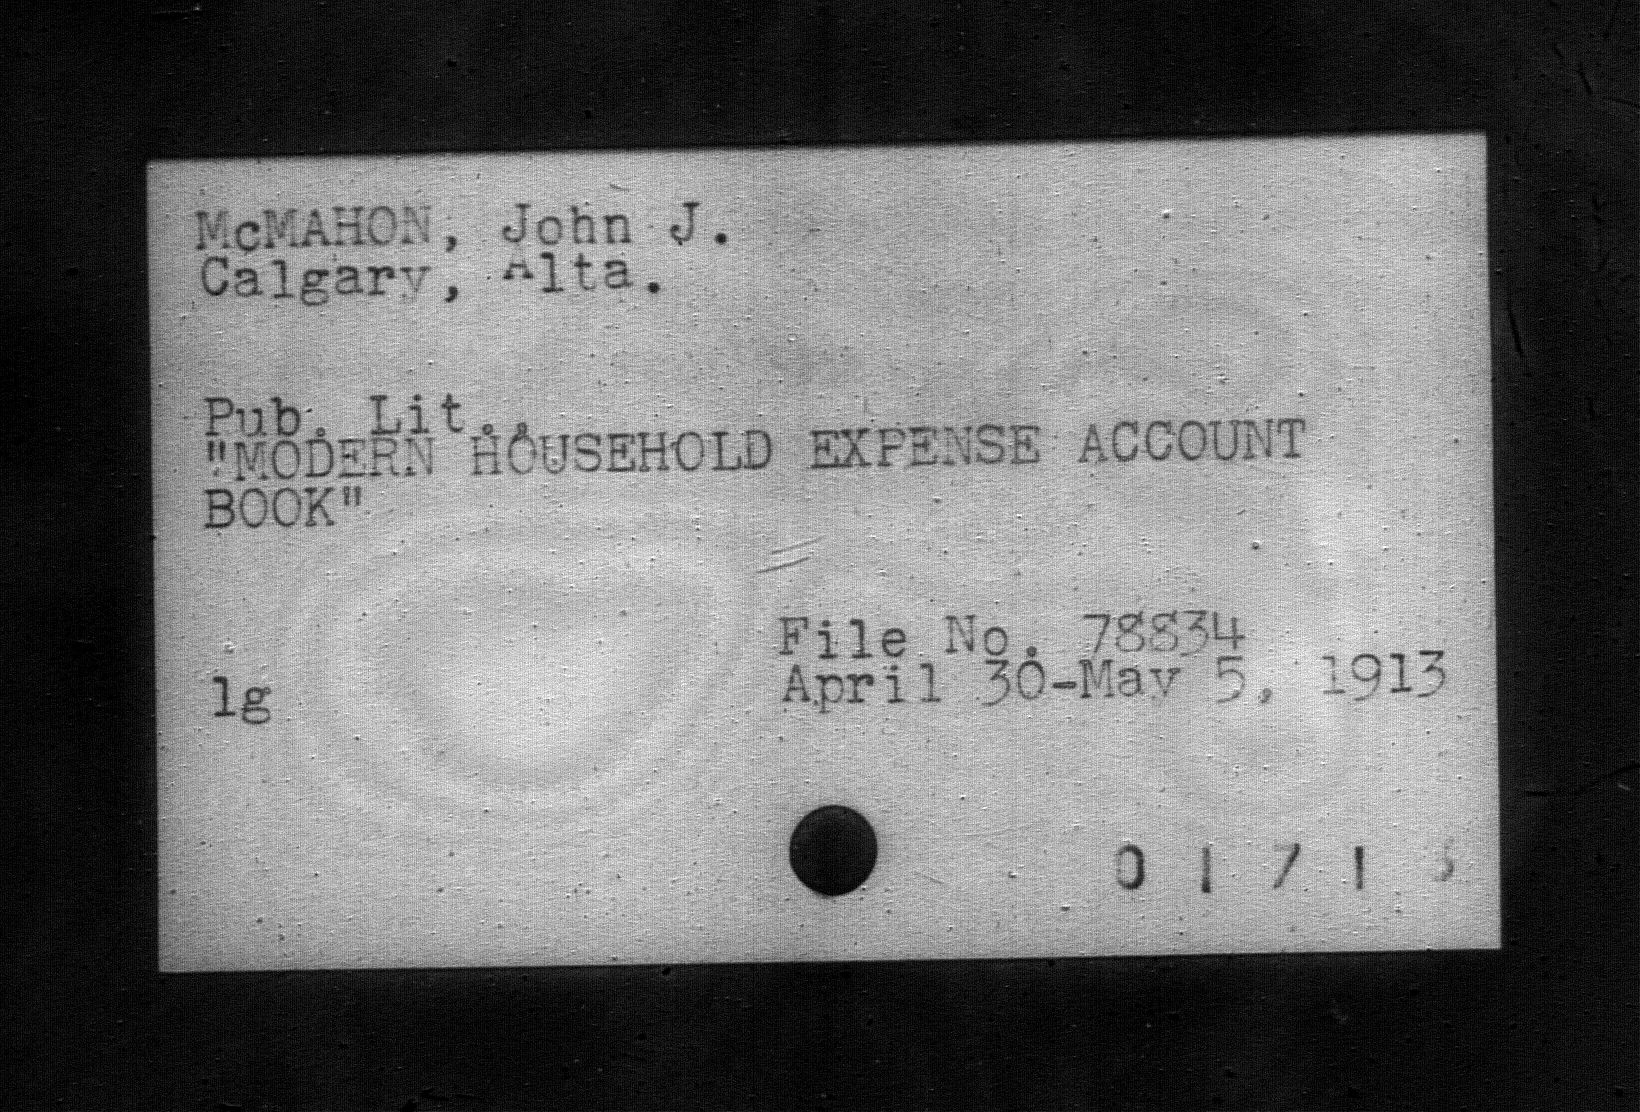 McMAHON, John J.
Calgary, Alta.
Pub. Lit..
"MODERN HOUSEHOLD EXPENSE ACCOUNT
BOOK"
File No. 78834
April 30-May 5, 1913
lg